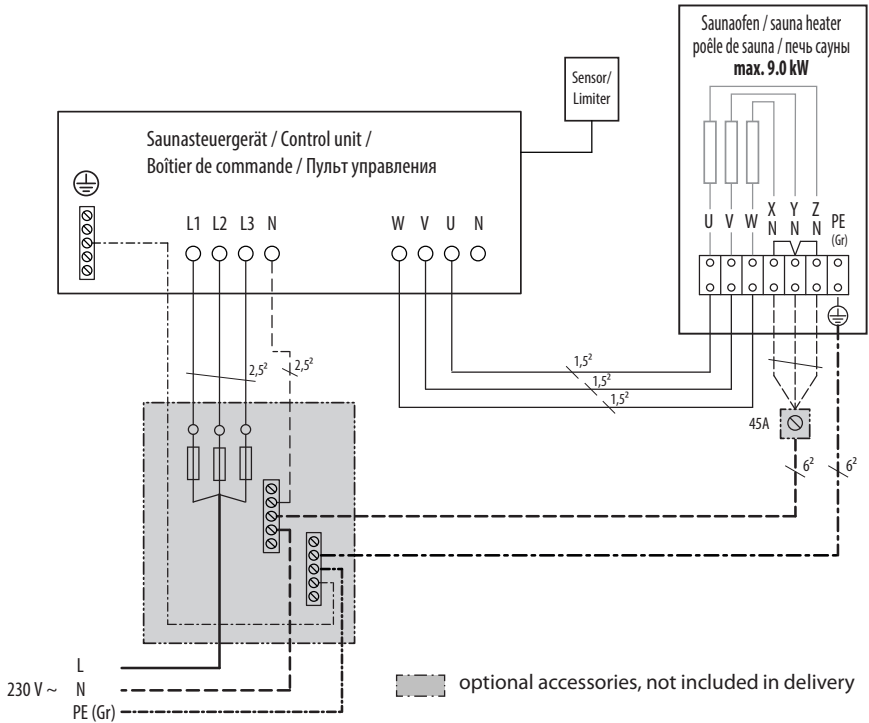 Saunaofen / sauna heater
poêle de sauna / печь сауны
max. 9.0 kW
Sensor/
Limiter
Saunasteuergerät / Control unit /
Boîtier de commande / Пульт управления
L1 L2 L3 N
W V U N
U V W X Y Z PE
N N N (Gr)
2,5² 2,5²
1,5²
1,5²
1,5²
45A
6² 6²
L
230 V ~ N
PE (Gr)
optional accessories, not included in delivery